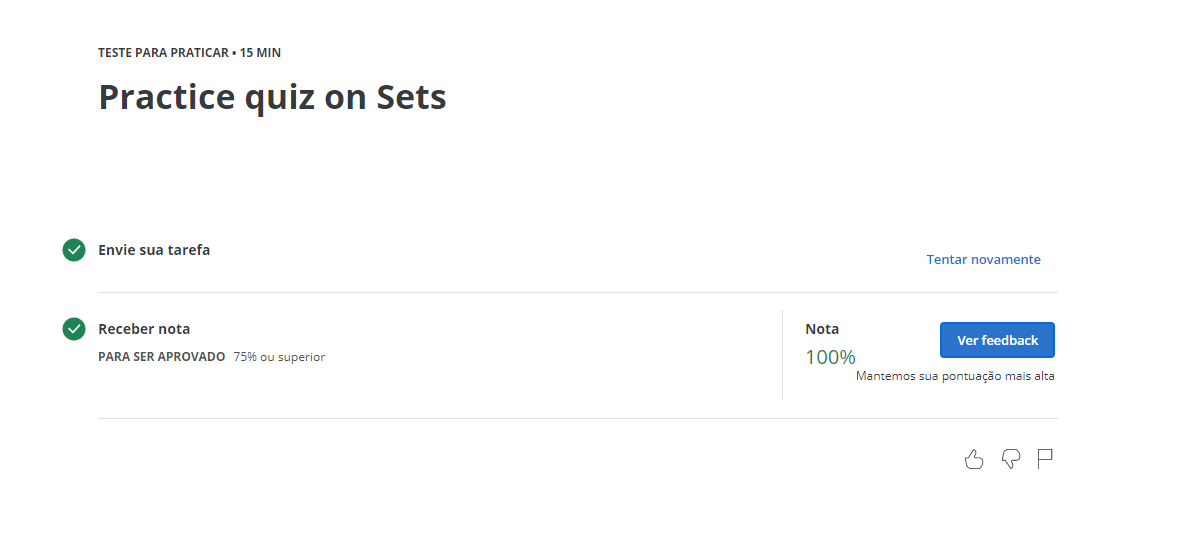 TESTE PARA PRATICAR • 15 MIN
Practice quiz on Sets
Envie sua tarefa
Tentar novamente
Receber nota
PARA SER APROVADO 75% ou superior
Nota
100%
Ver feedback
Mantemos sua pontuação mais alta